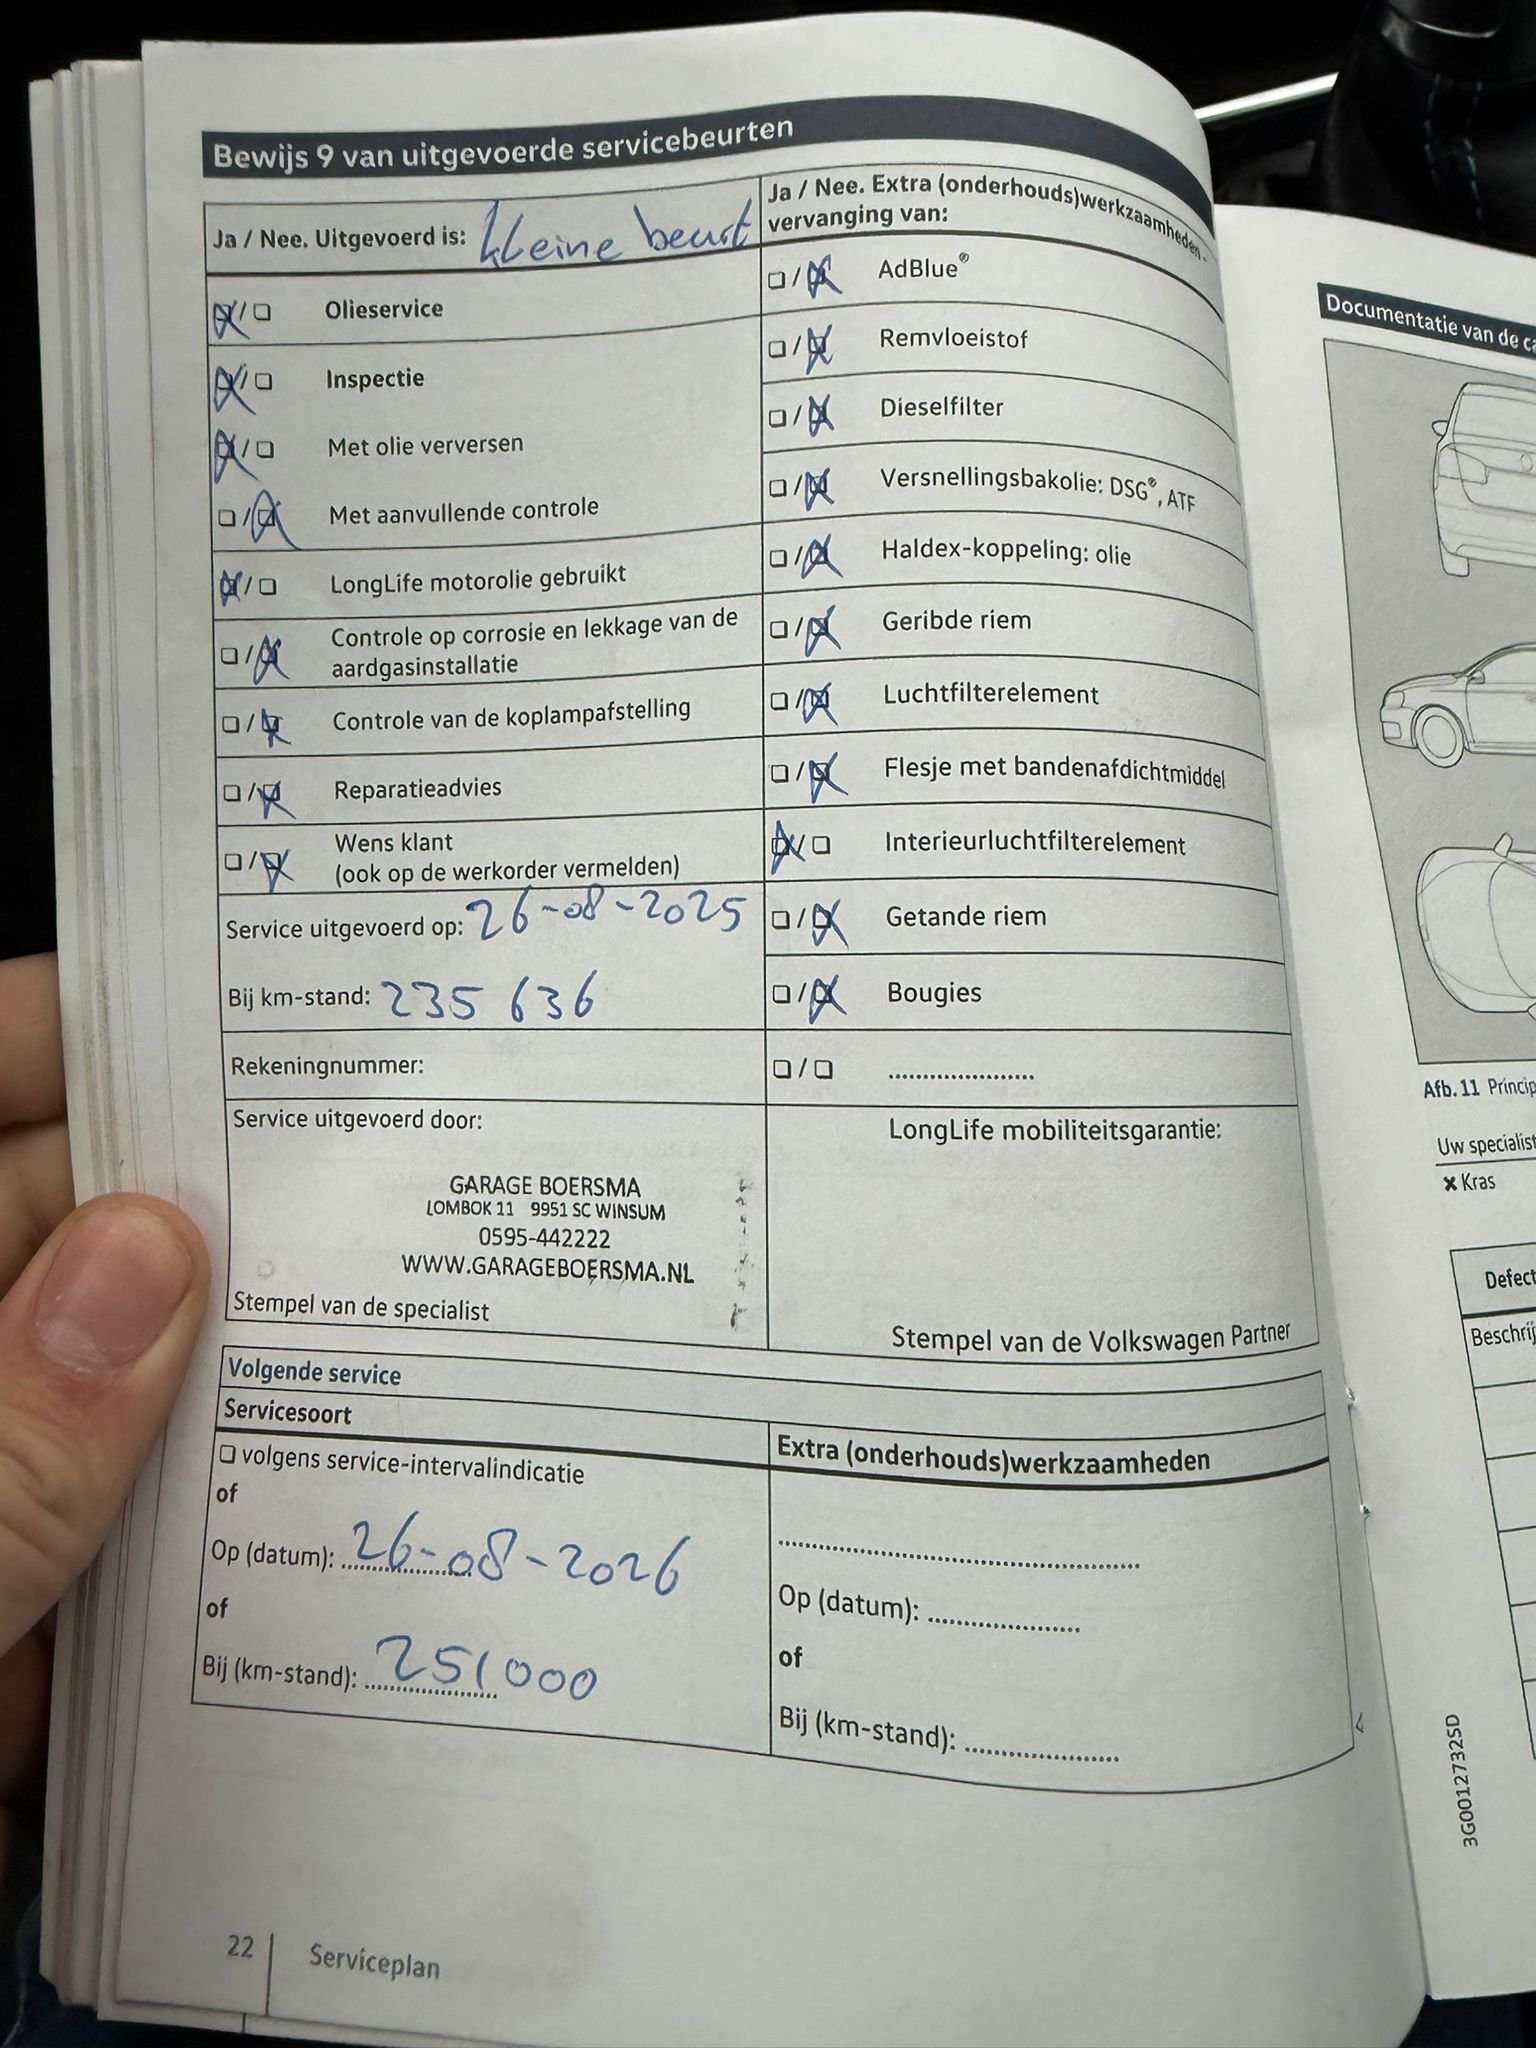 Bewijs 9 van uitgevoerde servicebeurten
Ja / Nee. Uitgevoerd is: kleine beurt
Olieservice
Inspectie
Met olie verversen
Met aanvullende controle
LongLife motorolie gebruikt
Controle op corrosie en lekkage van de
aardgasinstallatie
Controle van de koplampafstelling
Reparatieadvies
Wens klant
(ook op de werkorder vermelden)
Service uitgevoerd op: 26-08-2025
Bij km-stand: 235 636
Rekeningnummer:
Service uitgevoerd door:
GARAGE BOERSMA
LOMBOK 11 9951 SC WINSUM
0595-442222
WWW.GARAGEBOERSMA.NL
Stempel van de specialist
Ja / Nee. Extra (onderhouds)werkzaamheden -
vervanging van:
AdBlue®
Remvloeistof
Dieselfilter
Versnellingsbakolie: DSG®, ATF
Haldex-koppeling: olie
Geribde riem
Luchtfilterelement
Flesje met bandenafdichtmiddel
Interieurluchtfilterelement
Getande riem
Bougies
LongLife mobiliteitsgarantie:
Stempel van de Volkswagen Partner
Volgende service
Servicesoort
volgens service-intervalindicatie
of
Op (datum): 26-08-2026
of
Bij (km-stand): 251000
Extra (onderhouds)werkzaamheden
Op (datum):
of
Bij (km-stand):
22 Serviceplan
Documentatie van de
Afb. 11
Uw
Kras
3G0012732SD